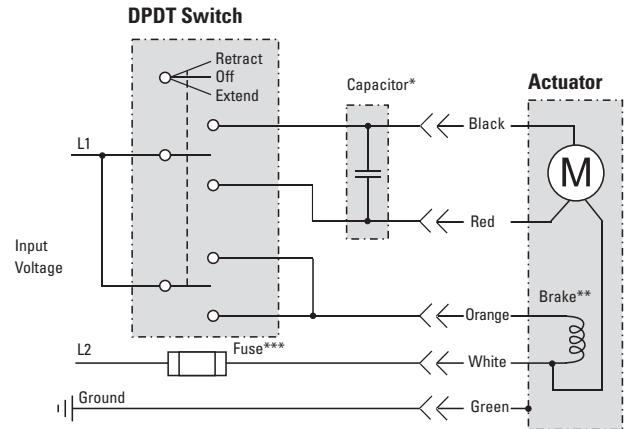 DPDT Switch
Retract
Off
Extend
Capacitor*
Actuator
L1
Black
M
Red
Input
Voltage
Brake**
Orange
L2
Fuse***
White
Ground
Green